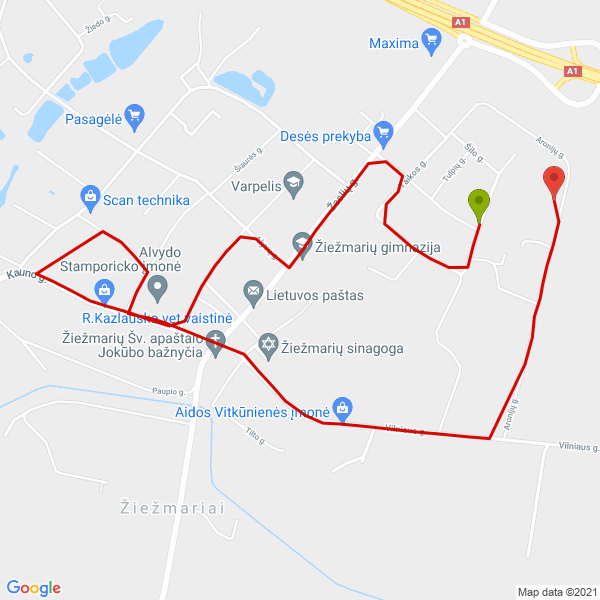 Žiedo g.
A1
Maxima
A1
Pasagėlė
Desės prekyba
Aronijų g.
Šilo g.
Šiaurės g.
Taikos g.
Tulpių g.
Varpelis
Scan technika
Žaslių g.
Žiežmarių gimnazija
Alvydo
Stamporicko įmonė
Kauno g.
Lietuvos paštas
R.Kazlausko vet.vaistinė
Žiežmarių Šv. apaštalo
Jokūbo bažnyčia
Žiežmarių sinagoga
Paupio g.
Aidos Vitkūnienės įmonė
Aronijų g.
Tilto g.
Vilniaus g.
Vilniaus g.
Žiežmariai
Google
Map data ©2021